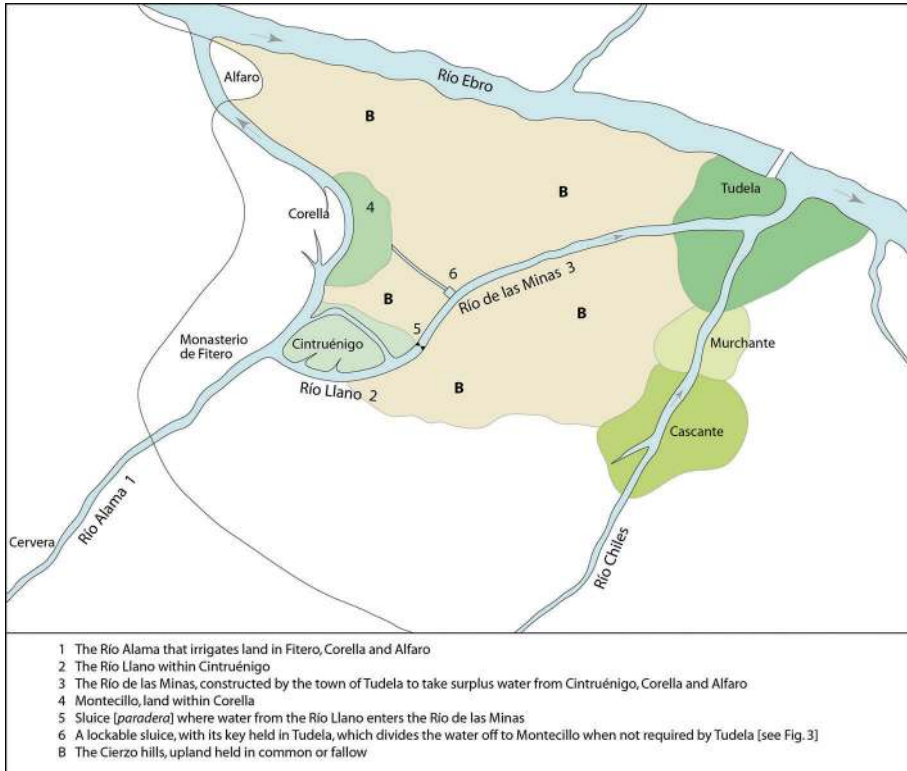 Alfaro
Río Ebro
B
B
Tudela
Corella
4
6
Río de las Minas 3
B
B
5
Monasterio
de Fitero
Cintruénigo
Murchante
Río Llano 2
B
Cascante
Río Alama 1
Cervera
Río Chiles
1 The Río Alama that irrigates land in Fitero, Corella and Alfaro
2 The Río Llano within Cintruénigo
3 The Río de las Minas, constructed by the town of Tudela to take surplus water from Cintruénigo, Corella and Alfaro
4 Montecillo, land within Corella
5 Sluice [paradera] where water from the Río Llano enters the Río de las Minas
6 A lockable sluice, with its key held in Tudela, which divides the water off to Montecillo when not required by Tudela [see Fig. 3]
B The Cierzo hills, upland held in common or fallow